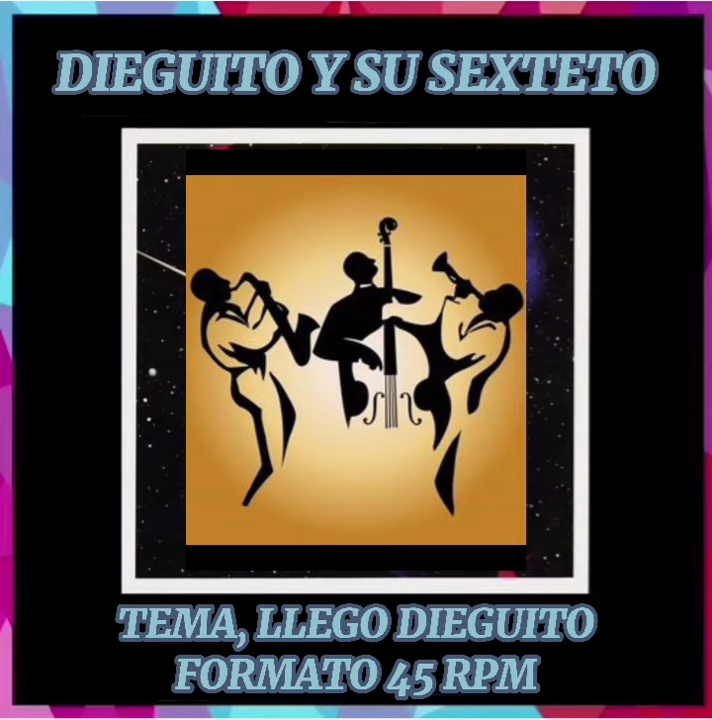 DIEGUITO Y SU SEXTETO
TEMA, LLEGO DIEGUITO
FORMATO 45 RPM